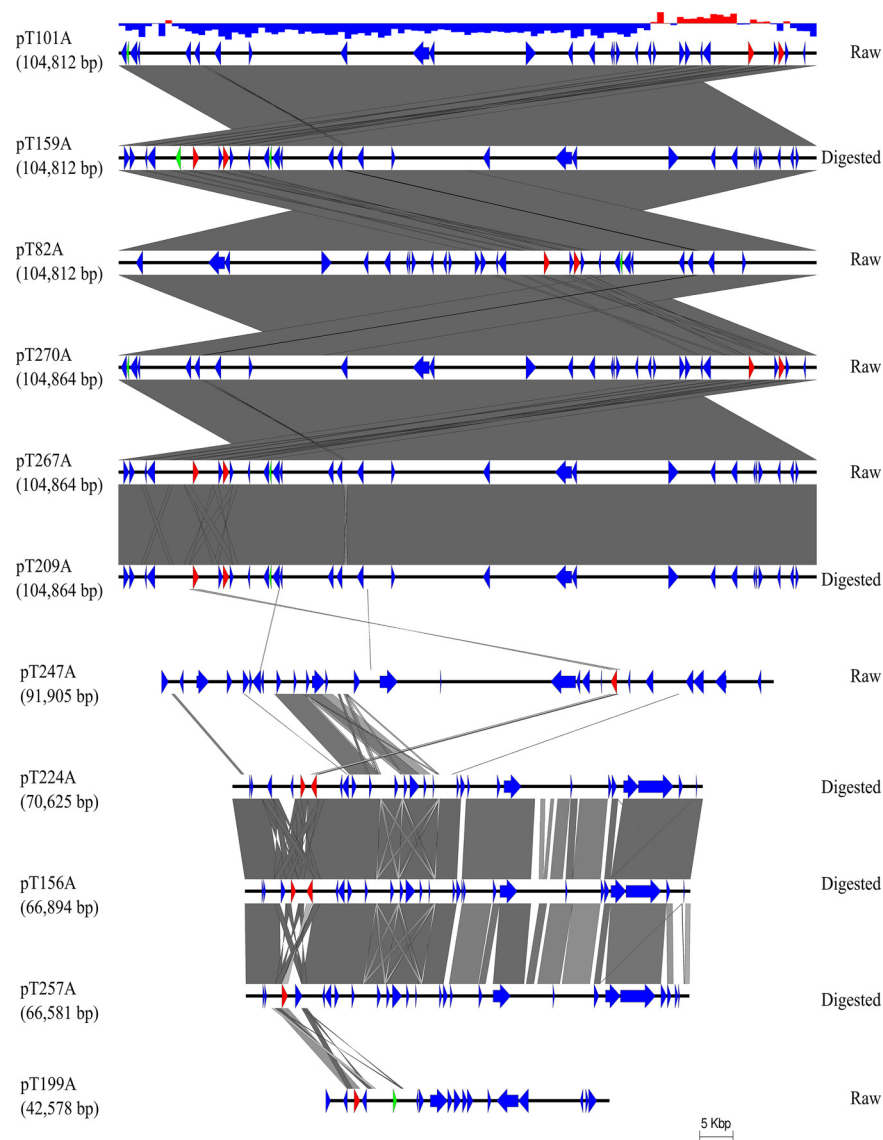 pT101A
(104,812 bp)
Raw
pT159A
(104,812 bp)
Digested
pT82A
(104,812 bp)
Raw
pT270A
(104,864 bp)
Raw
pT267A
(104,864 bp)
Raw
pT209A
(104,864 bp)
Digested
pT247A
(91,905 bp)
Raw
pT224A
(70,625 bp)
Digested
pT156A
(66,894 bp)
Digested
pT257A
(66,581 bp)
Digested
pT199A
(42,578 bp)
Raw
5 Kbp